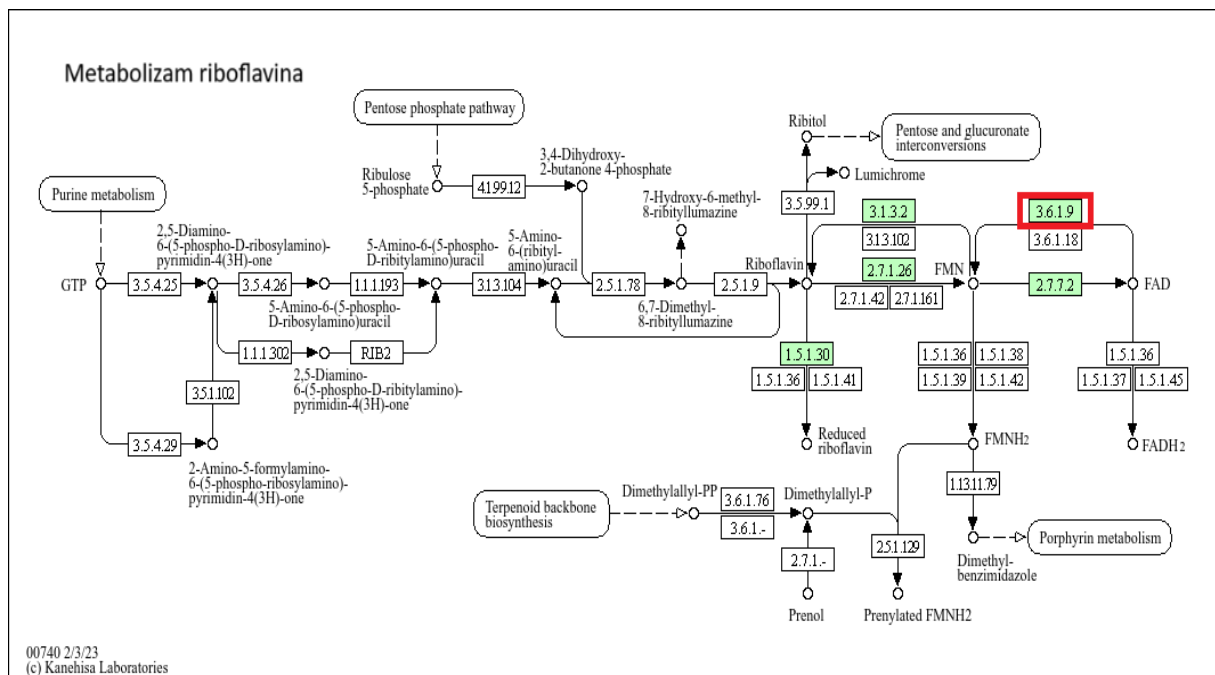 Metabolizam riboflavina
Pentose phosphate pathway
Ribitol
Pentose and glucuronate
interconversions
3,4-Dihydroxy-
2-butanone 4-phosphate
Ribulose
5-phosphate
4.1.99.12
Lumichrome
Purine metabolism
7-Hydroxy-6-methyl-
8-ribityllumazine
3.5.99.1
3.1.3.2
3.6.1.9
2,5-Diamino-
6-(5-phospho-D-ribosylamino)-
pyrimidin-4(3H)-one
5-Amino-6-(5-phospho-
D-ribitylamino)uracil
5-Amino-
6-(ribityl-
amino)uracil
3.1.3.102
3.6.1.18
Riboflavin
2.7.1.26
FMN
GTP
3.5.4.25
3.5.4.26
1.1.1.193
3.1.3.104
2.5.1.78
2.5.1.9
2.7.7.2
FAD
2.7.1.42
2.7.1.161
5-Amino-6-(5-phospho-
D-ribosylamino)uracil
6,7-Dimethyl-
8-ribityllumazine
1.1.1.302
RIB2
1.5.1.30
1.5.1.36
1.5.1.38
1.5.1.36
2,5-Diamino-
6-(5-phospho-D-ribitylamino)-
pyrimidin-4(3H)-one
1.5.1.36
1.5.1.41
1.5.1.39
1.5.1.42
1.5.1.37
1.5.1.45
3.5.1.102
3.5.4.29
Reduced
riboflavin
FMNH2
FADH2
2-Amino-5-formylamino-
6-(5-phospho-ribosylamino)-
pyrimidin-4(3H)-one
1.13.11.79
Terpenoid backbone
biosynthesis
Dimethylallyl-PP
3.6.1.76
3.6.1.-
Dimethylallyl-P
2.5.1.129
Porphyrin metabolism
Dimethyl-
benzimidazole
2.7.1.-
Prenol
Prenylated FMNH2
00740 2/3/23
(c) Kanehisa Laboratories